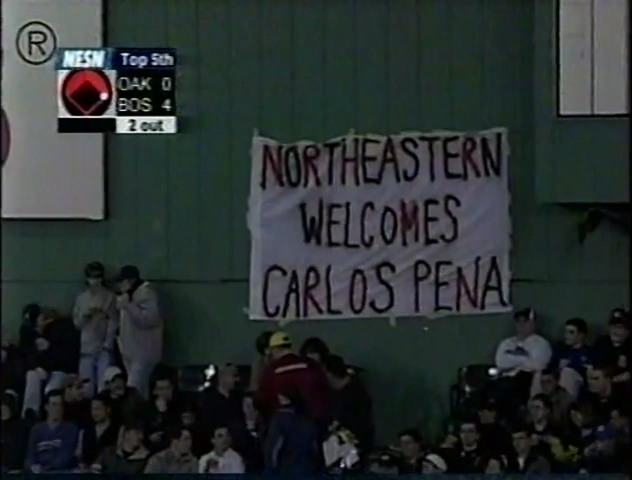 ®
NESN Top 5th
OAK 0
BOS 4
2 out
NORTHEASTERN
WELCOMES
CARLOS PENA